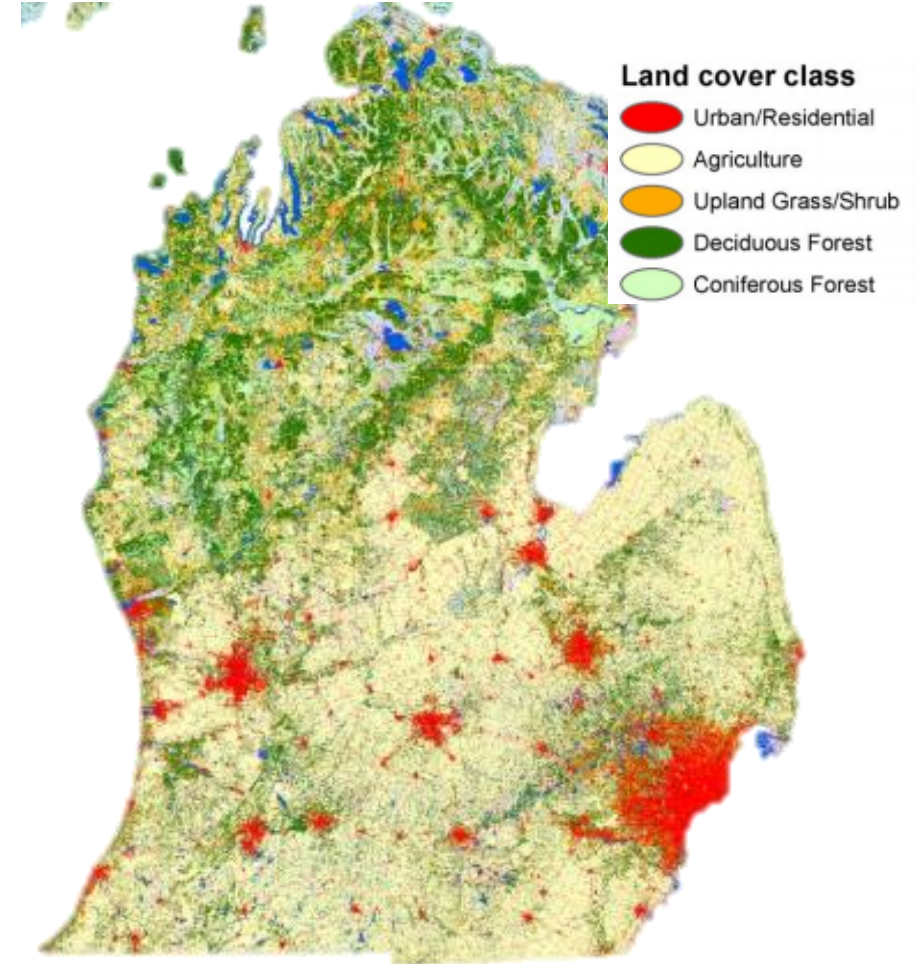 Land cover class
Urban/Residential
Agriculture
Upland Grass/Shrub
Deciduous Forest
Coniferous Forest